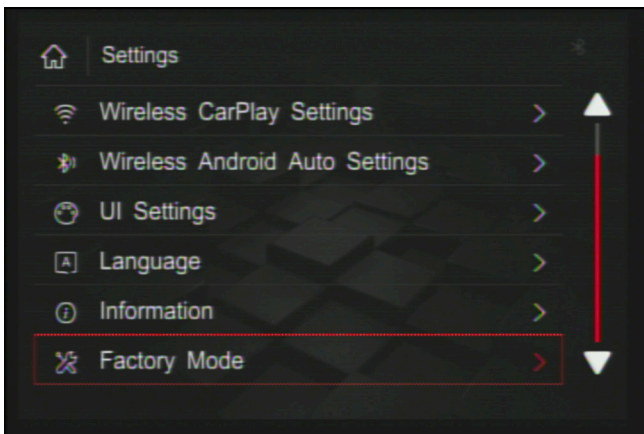 Settings
Wireless CarPlay Settings
Wireless Android Auto Settings
UI Settings
A Language
Information
Factory Mode